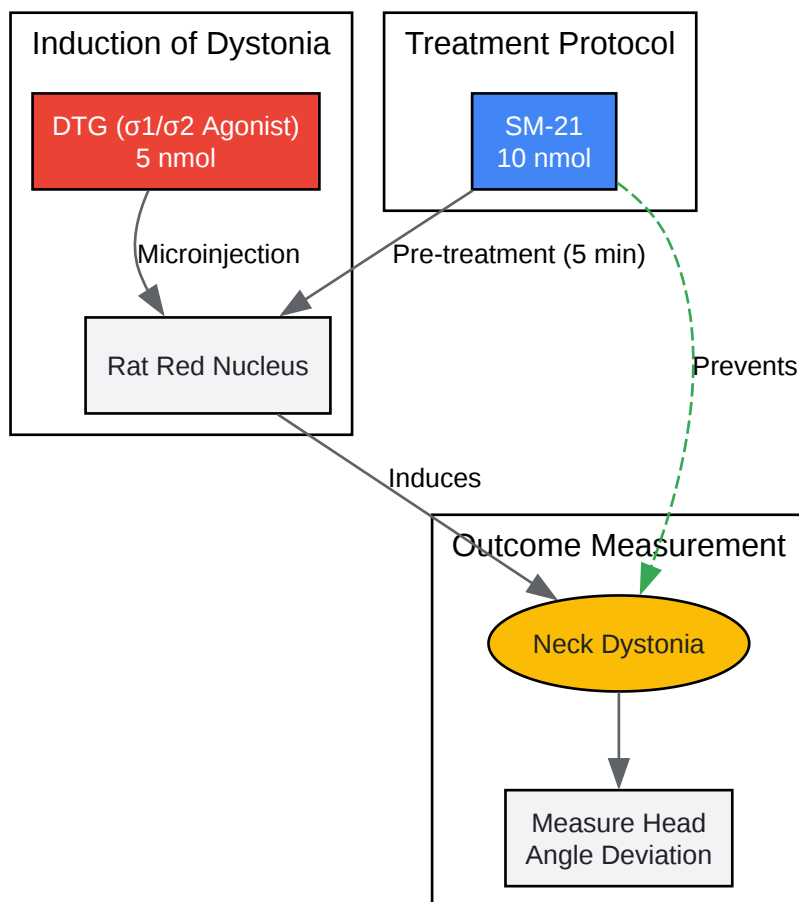 Induction of Dystonia
Treatment Protocol
DTG (σ1/σ2 Agonist)
5 nmol
SM-21
10 nmol
Microinjection
Pre-treatment (5 min)
Rat Red Nucleus
Prevents
Induces
Outcome Measurement
Neck Dystonia
Measure Head
Angle Deviation